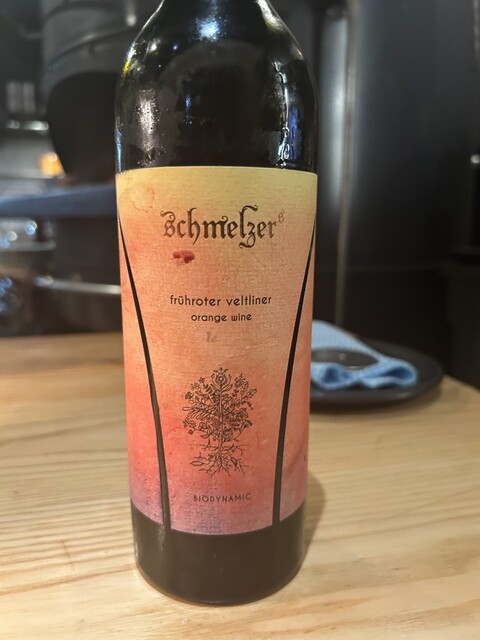 schmelzer
frühroter veltliner
orange wine
BIODYNAMIC